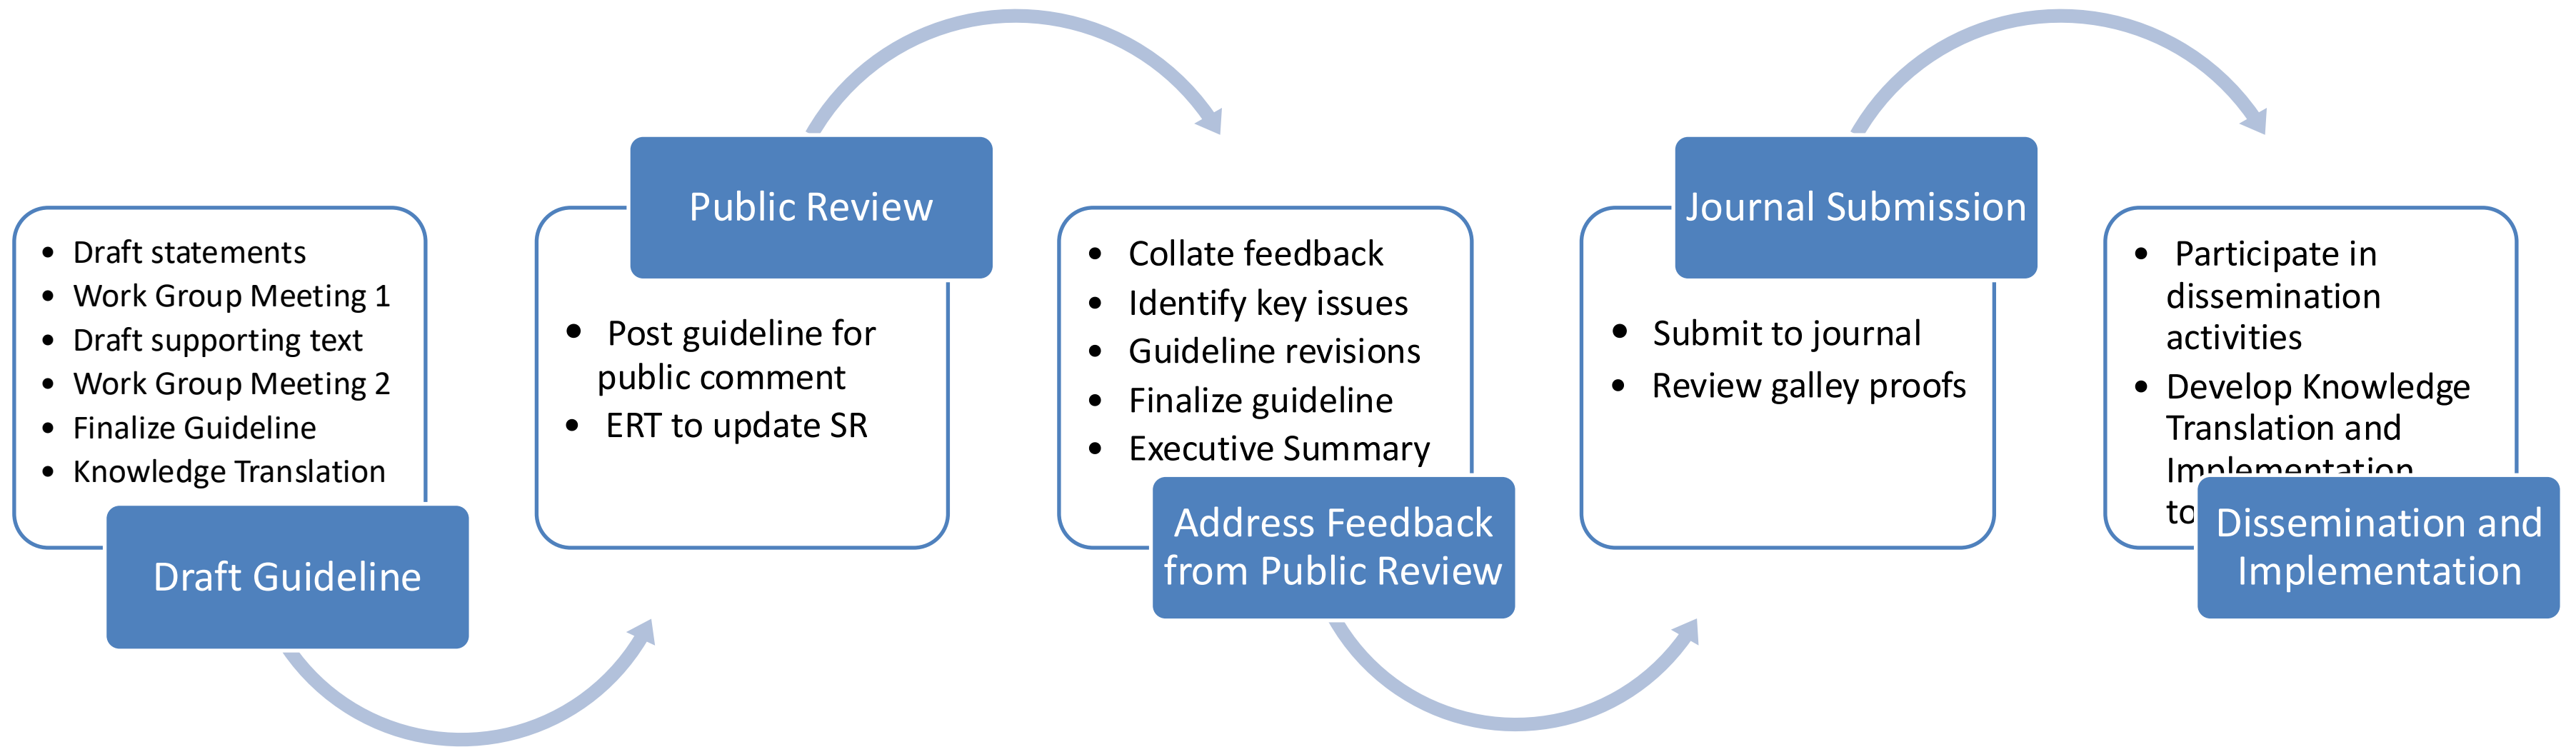 • Draft statements
• Work Group Meeting 1
• Draft supporting text
• Work Group Meeting 2
• Finalize Guideline
• Knowledge Translation
Draft Guideline
Public Review
• Post guideline for
public comment
• ERT to update SR
• Collate feedback
• Identify key issues
• Guideline revisions
• Finalize guideline
• Executive Summary
Address Feedback
from Public Review
Journal Submission
• Submit to journal
• Review galley proofs
• Participate in
dissemination
activities
• Develop Knowledge
Translation and
Implementation
Dissemination and
Implementation